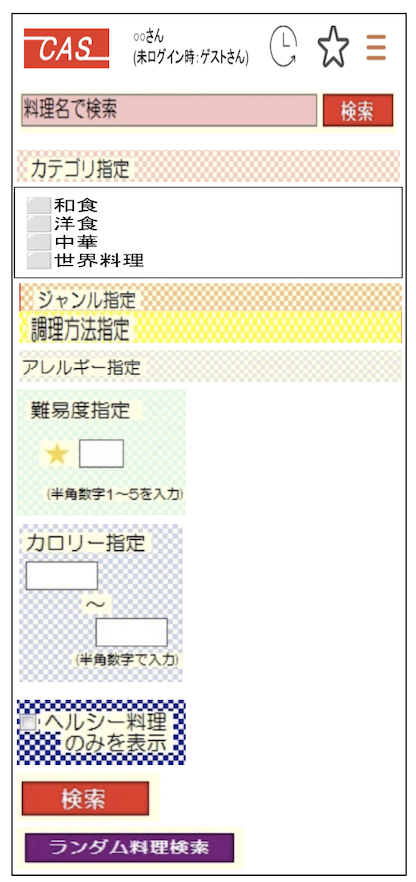 CAS
○○さん
(未ログイン時:ゲストさん)
料理名で検索
検索
カテゴリ指定
和食
洋食
中華
世界料理
ジャンル指定
調理方法指定
アレルギー指定
難易度指定
(半角数字1～5を入力)
カロリー指定
～
(半角数字で入力)
ヘルシー料理
のみを表示
検索
ランダム料理検索